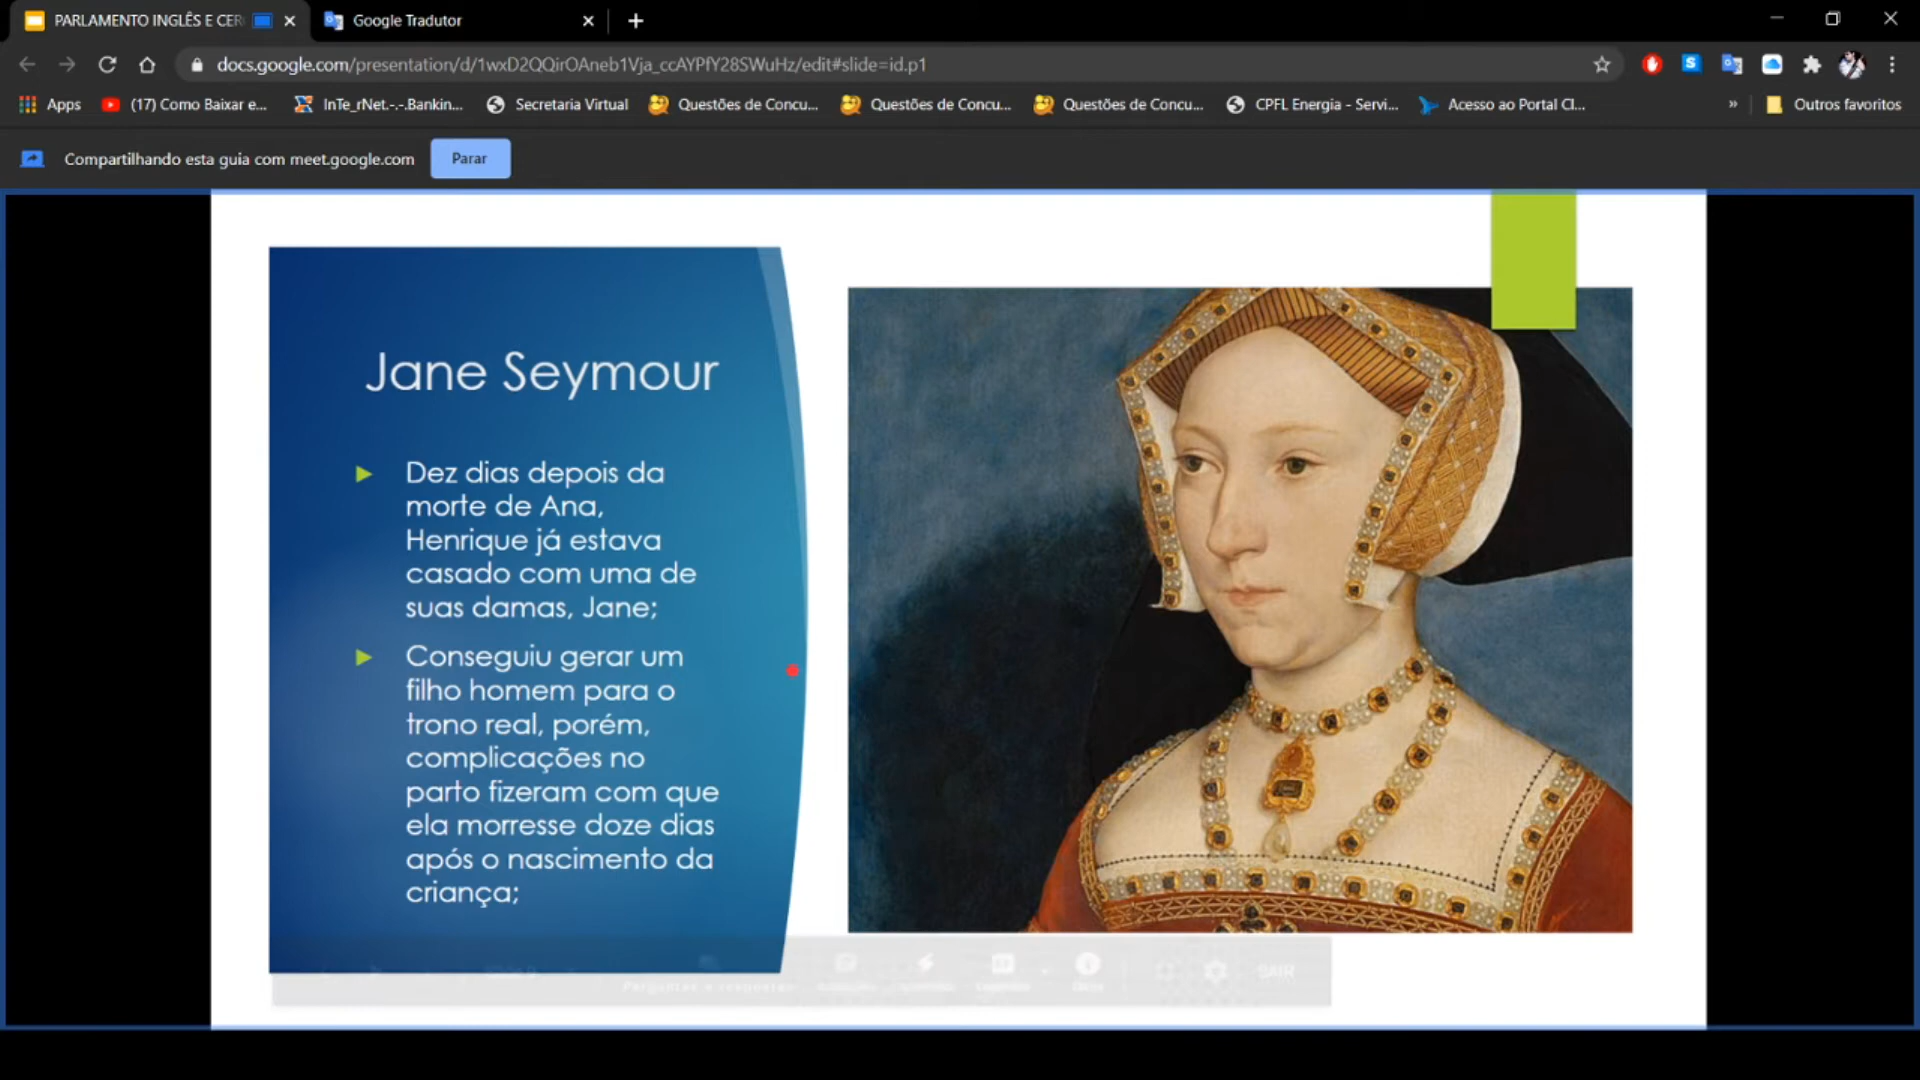 PARLAMENTO INGLÊS E CER
Google Tradutor
docs.google.com/presentation/d/1wxD2QQirOAneb1Vja_ccAYPfY28SWuHz/edit#slide=id.p1
Apps
(17) Como Baixar e...
InTe_rNet.-.-.Bankin...
Secretaria Virtual
Questões de Concu...
Questões de Concu...
Questões de Concu...
CPFL Energia - Servi...
Acesso ao Portal Cl...
»
Outros favoritos
Compartilhando esta guia com meet.google.com
Parar
Jane Seymour
Dez dias depois da
morte de Ana,
Henrique já estava
casado com uma de
suas damas, Jane;
Conseguiu gerar um
filho homem para o
trono real, porém,
complicações no
parto fizeram com que
ela morresse doze dias
após o nascimento da
criança;
SAIR